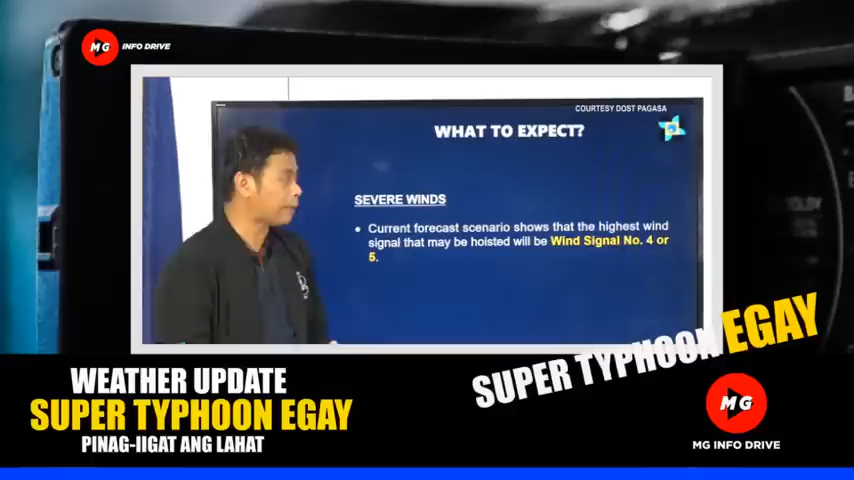 MG INFO DRIVE
COURTESY DOST PAGASA
WHAT TO EXPECT?
SEVERE WINDS
• Current forecast scenario shows that the highest wind
signal that may be hoisted will be Wind Signal No. 4 or
5.
SUPER TYPHOON EGAY
WEATHER UPDATE
SUPER TYPHOON EGAY
PINAG-IIGAT ANG LAHAT
MG
MG INFO DRIVE